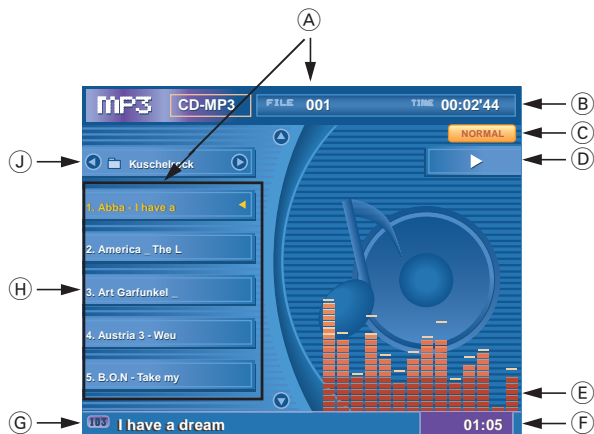 A
MP3 CD-MP3 FILE 001 TIME 00:02'44 B
NORMAL C
J Kuschelrock D
1. Abba - I have a
2. America _ The L
H 3. Art Garfunkel _
4. Austria 3 - Weu
5. B.O.N - Take my E
G ID3 I have a dream 01:05 F